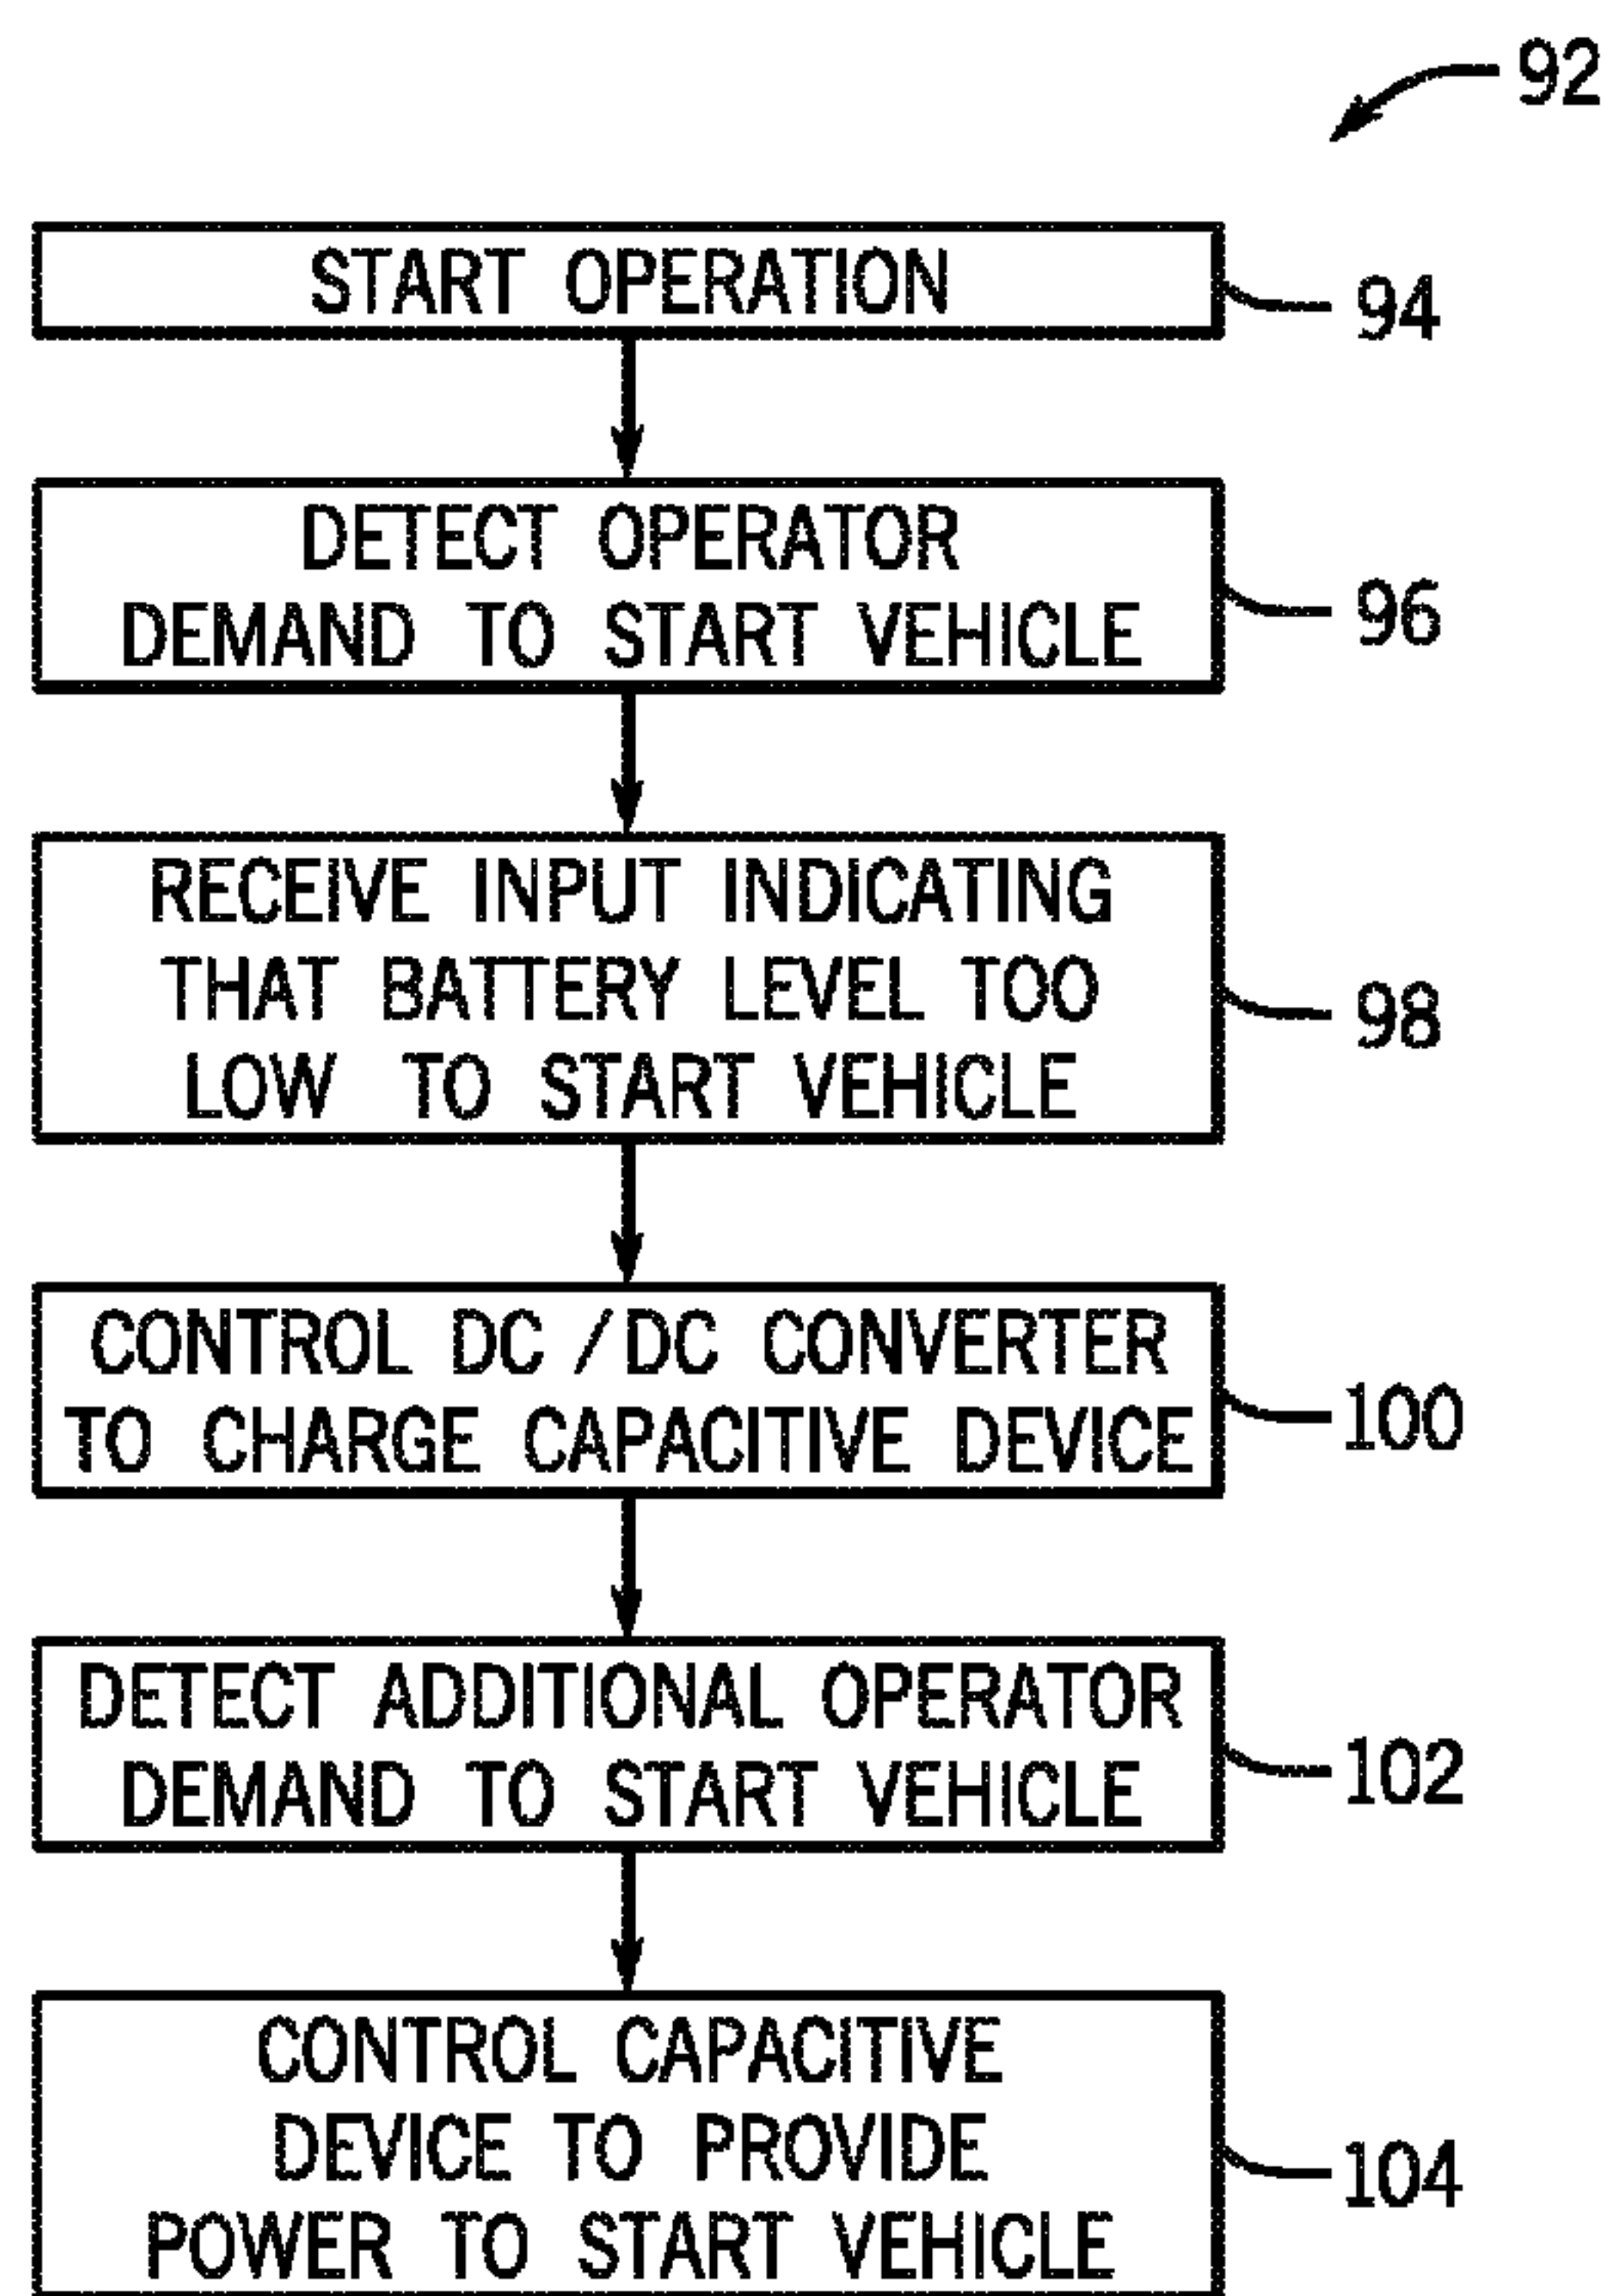 92
START OPERATION
94
DETECT OPERATOR
DEMAND TO START VEHICLE
96
RECEIVE INPUT INDICATING
THAT BATTERY LEVEL TOO
LOW TO START VEHICLE
98
CONTROL DC/DC CONVERTER
TO CHARGE CAPACITIVE DEVICE
100
DETECT ADDITIONAL OPERATOR
DEMAND TO START VEHICLE
102
CONTROL CAPACITIVE
DEVICE TO PROVIDE
POWER TO START VEHICLE
104